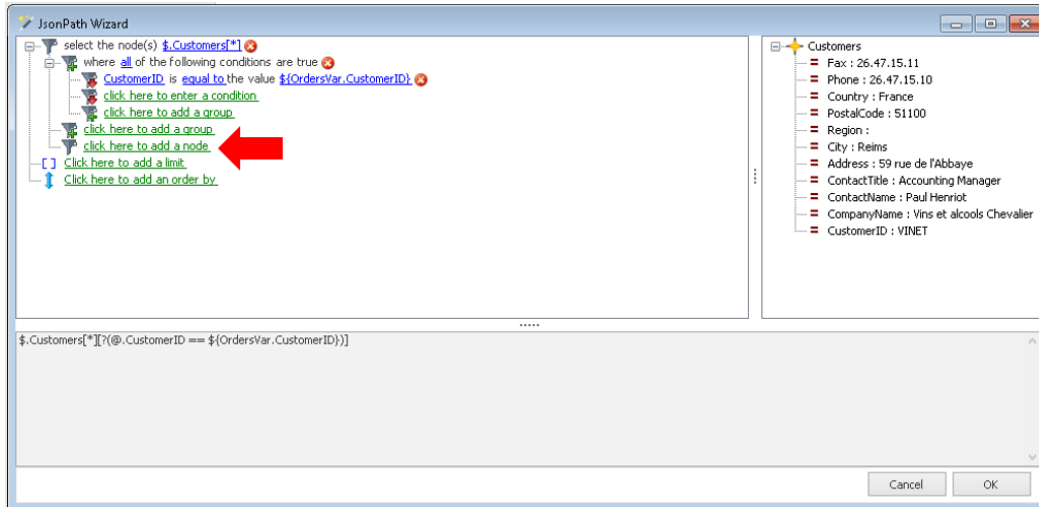 JsonPath Wizard
select the node(s) $.Customers[*]
where all of the following conditions are true
CustomerID is equal to the value ${OrdersVar.CustomerID}
click here to enter a condition
click here to add a group
click here to add a group
click here to add a node
Click here to add a limit
Click here to add an order by
Customers
Fax : 26.47.15.11
Phone : 26.47.15.10
Country : France
PostalCode : 51100
Region :
City : Reims
Address : 59 rue de l'Abbaye
ContactTitle : Accounting Manager
ContactName : Paul Henriot
CompanyName : Vins et alcools Chevalier
CustomerID : VINET
$.Customers[*][?(@.CustomerID == ${OrdersVar.CustomerID})]
Cancel OK